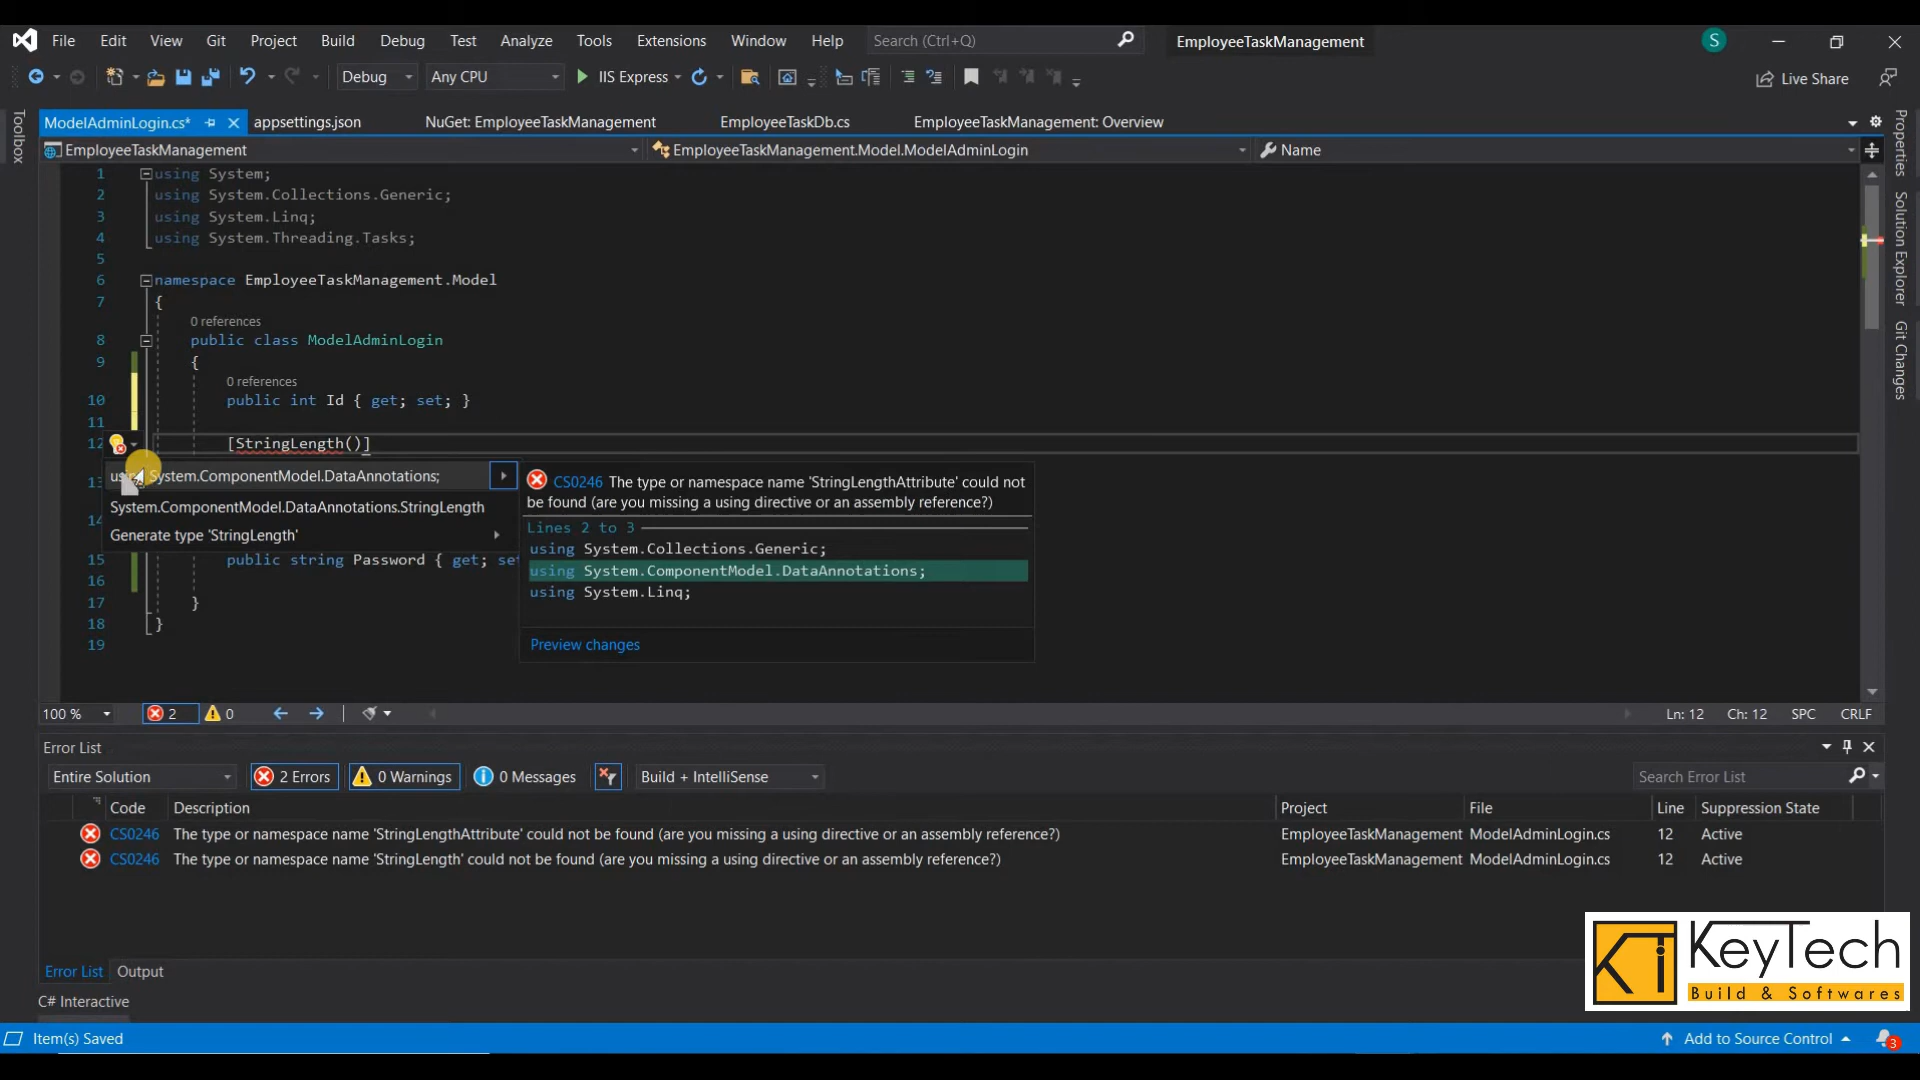 File Edit View Git Project Build Debug Test Analyze Tools Extensions Window Help Search (Ctrl+Q) EmployeeTaskManagement S
Debug Any CPU IIS Express Live Share
ModelAdminLogin.cs* appsettings.json NuGet: EmployeeTaskManagement EmployeeTaskDb.cs EmployeeTaskManagement: Overview
EmployeeTaskManagement EmployeeTaskManagement.Model.ModelAdminLogin Name
Toolbox
Properties
Solution Explorer
Git Changes
1 using System;
2 using System.Collections.Generic;
3 using System.Linq;
4 using System.Threading.Tasks;
5
6 namespace EmployeeTaskManagement.Model
7 {
0 references
8 public class ModelAdminLogin
9 {
0 references
10 public int Id { get; set; }
11
12 [StringLength()]
using System.ComponentModel.DataAnnotations;
System.ComponentModel.DataAnnotations.StringLength
Generate type 'StringLength'
CS0246 The type or namespace name 'StringLengthAttribute' could not
be found (are you missing a using directive or an assembly reference?)
Lines 2 to 3
using System.Collections.Generic;
using System.ComponentModel.DataAnnotations;
using System.Linq;
Preview changes
15 public string Password { get; se
16
17 }
18 }
19
100 % 2 0 Ln: 12 Ch: 12 SPC CRLF
Error List
Entire Solution 2 Errors 0 Warnings 0 Messages Build + IntelliSense Search Error List
Code Description Project File Line Suppression State
CS0246 The type or namespace name 'StringLengthAttribute' could not be found (are you missing a using directive or an assembly reference?) EmployeeTaskManagement ModelAdminLogin.cs 12 Active
CS0246 The type or namespace name 'StringLength' could not be found (are you missing a using directive or an assembly reference?) EmployeeTaskManagement ModelAdminLogin.cs 12 Active
KeyTech
Build & Softwares
Error List Output
C# Interactive
Item(s) Saved Add to Source Control 3